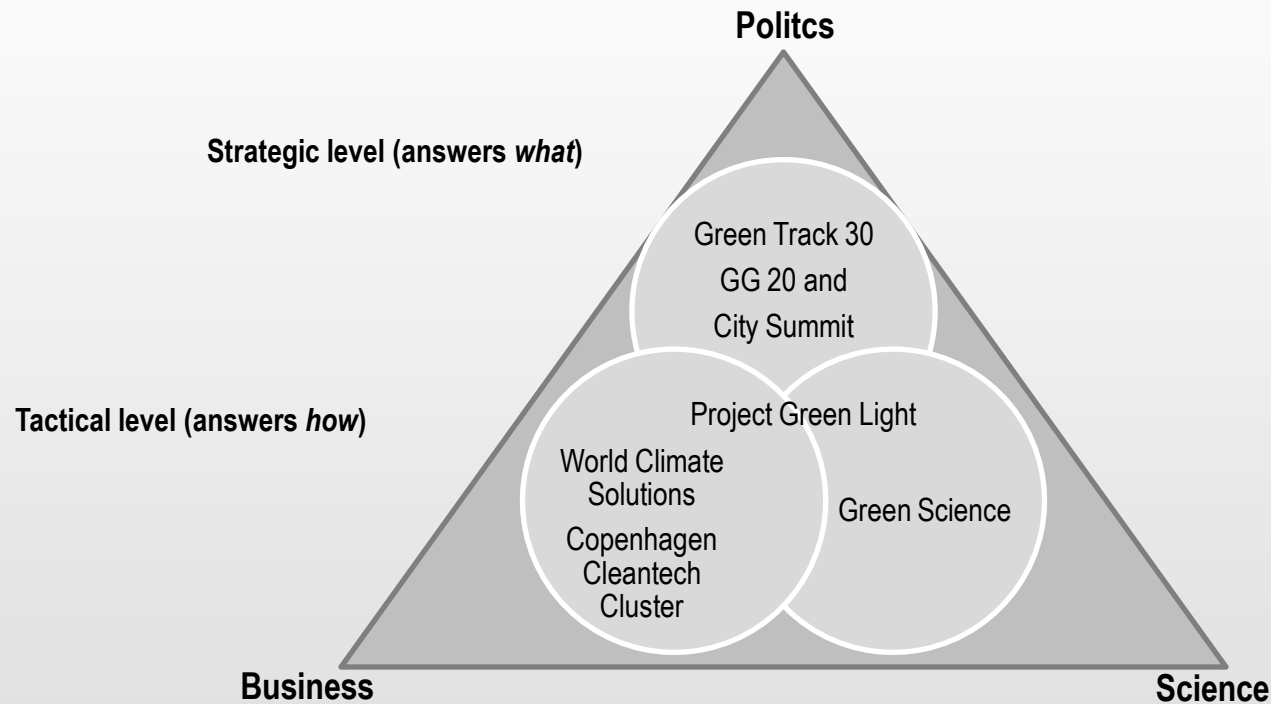 Politcs
Strategic level (answers what)
Green Track 30
GG 20 and
City Summit
Tactical level (answers how)
Project Green Light
World Climate
Solutions
Green Science
Copenhagen
Cleantech
Cluster
Business
Science